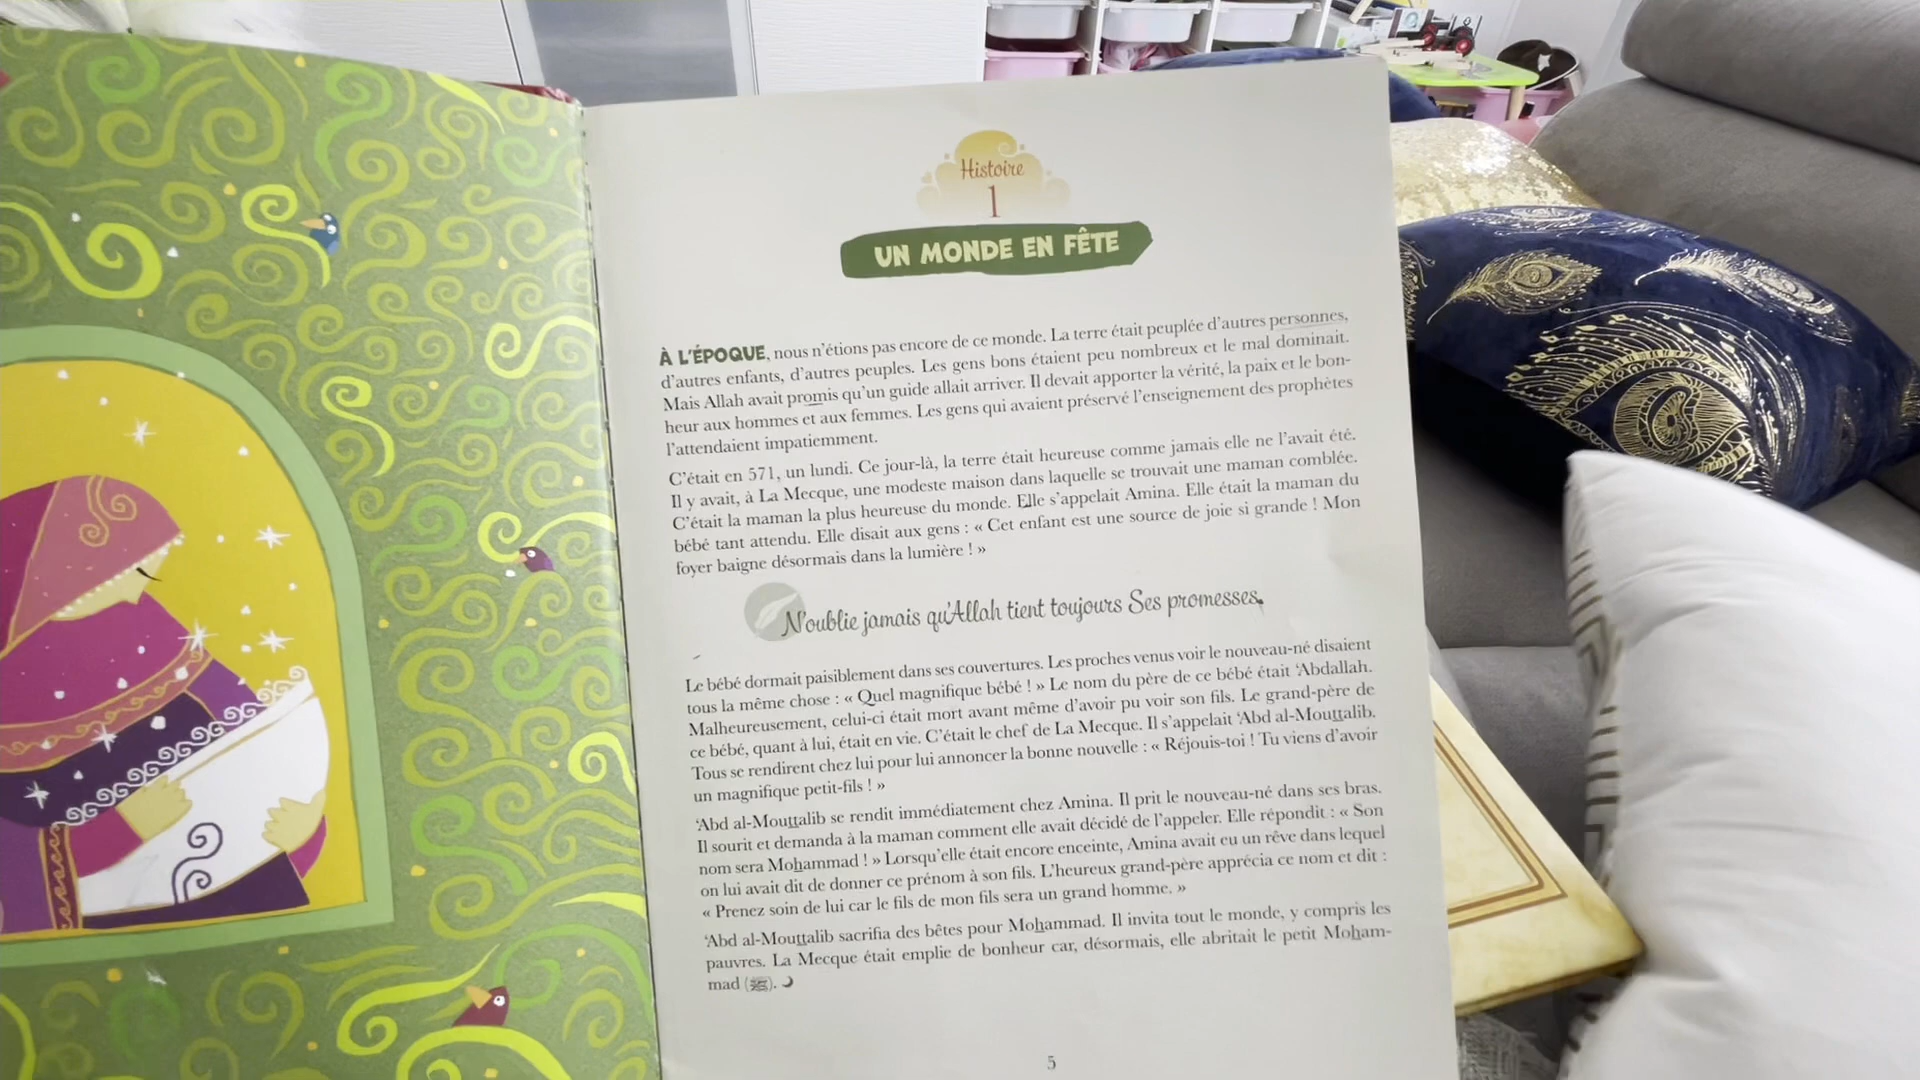 Histoire
1
UN MONDE EN FÊTE
À L'ÉPOQUE, nous n'étions pas encore de ce monde. La terre était peuplée d'autres personnes,
d'autres enfants, d'autres peuples. Les gens bons étaient peu nombreux et le mal dominait.
Mais Allah avait promis qu'un guide allait arriver. Il devait apporter la vérité, la paix et le bon-
heur aux hommes et aux femmes. Les gens qui avaient préservé l'enseignement des prophètes
l'attendaient impatiemment.
C'était en 571, un lundi. Ce jour-là, la terre était heureuse comme jamais elle ne l'avait été.
Il y avait, à La Mecque, une modeste maison dans laquelle se trouvait une maman comblée.
C'était la maman la plus heureuse du monde. Elle s'appelait Amina. Elle était la maman du
bébé tant attendu. Elle disait aux gens : « Cet enfant est une source de joie si grande ! Mon
foyer baigne désormais dans la lumière ! »
N'oublie jamais qu'Allah tient toujours Ses promesses.
Le bébé dormait paisiblement dans ses couvertures. Les proches venus voir le nouveau-né disaient
tous la même chose : « Quel magnifique bébé ! » Le nom du père de ce bébé était ‘Abdallah.
Malheureusement, celui-ci était mort avant même d'avoir pu voir son fils. Le grand-père de
ce bébé, quant à lui, était en vie. C'était le chef de La Mecque. Il s'appelait ‘Abd al-Mouttalib.
Tous se rendirent chez lui pour lui annoncer la bonne nouvelle : « Réjouis-toi ! Tu viens d'avoir
un magnifique petit-fils ! »
‘Abd al-Mouttalib se rendit immédiatement chez Amina. Il prit le nouveau-né dans ses bras.
Il sourit et demanda à la maman comment elle avait décidé de l'appeler. Elle répondit : « Son
nom sera Mohammad ! » Lorsqu'elle était encore enceinte, Amina avait eu un rêve dans lequel
on lui avait dit de donner ce prénom à son fils. L'heureux grand-père apprécia ce nom et dit :
« Prenez soin de lui car le fils de mon fils sera un grand homme. »
‘Abd al-Mouttalib sacrifia des bêtes pour Mohammad. Il invita tout le monde, y compris les
pauvres. La Mecque était emplie de bonheur car, désormais, elle abritait le petit Moham-
mad (ﷺ).
5